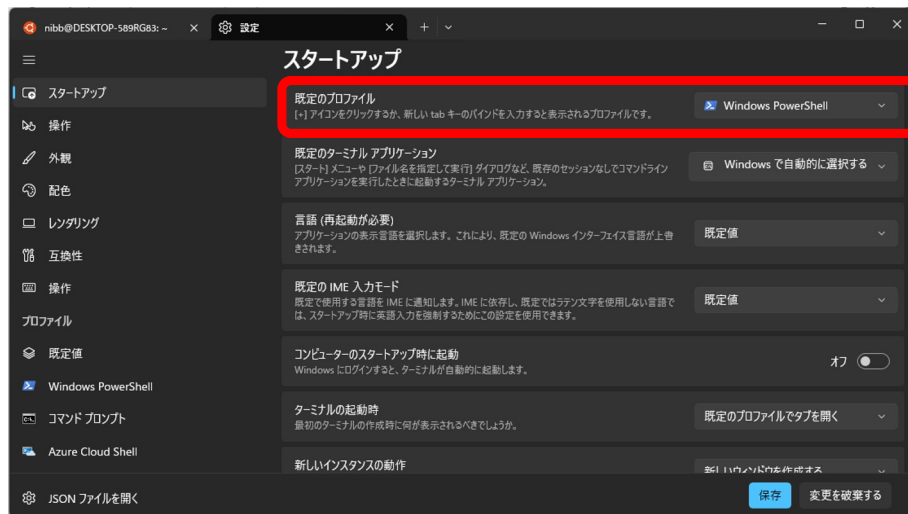 nibb@DESKTOP-589RG83: ~
設定
スタートアップ
スタートアップ
操作
外観
配色
レンダリング
互換性
操作
プロファイル
既定値
Windows PowerShell
コマンド プロンプト
Azure Cloud Shell
JSON ファイルを開く
既定のプロファイル
[+] アイコンをクリックするか、新しい tab キーのバインドを入力すると表示されるプロファイルです。
Windows PowerShell
既定のターミナル アプリケーション
[スタート] メニューや [ファイル名を指定して実行] ダイアログなど、既存のセッションなしでコマンドライン
アプリケーションを実行したときに起動するターミナル アプリケーション。
Windows で自動的に選択する
言語 (再起動が必要)
アプリケーションの表示言語を選択します。これにより、既定の Windows インターフェイス言語が上書
きされます。
既定値
既定の IME 入力モード
既定で使用する言語を IME に通知します。IME に依存し、既定ではラテン文字を使用しない言語で
は、スタートアップ時に英語入力を強制するためにこの設定を使用できます。
既定値
コンピューターのスタートアップ時に起動
Windows にログインすると、ターミナルが自動的に起動します。
オフ
ターミナルの起動時
最初のターミナルの作成時に何が表示されるべきでしょうか。
既定のプロファイルでタブを開く
新しいインスタンスの動作
新しいウィンドウを作成する
保存
変更を破棄する